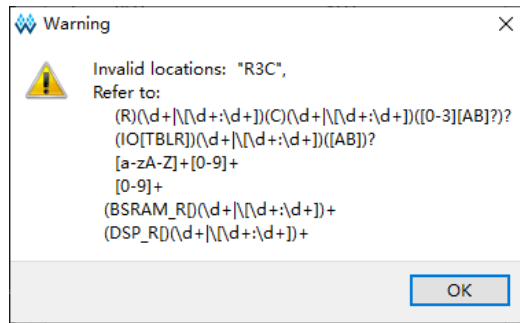 Warning
Invalid locations: "R3C",
Refer to:
(R)(\d+|\[\d+:\d+])(C)(\d+|\[\d+:\d+])([0-3][AB]?)?
(IO[TBLR])(\d+|\[\d+:\d+])([AB])?
[a-zA-Z]+[0-9]+
[0-9]+
(BSRAM_R[)(\d+|\[\d+:\d+])+
(DSP_R[)(\d+|\[\d+:\d+])+
OK